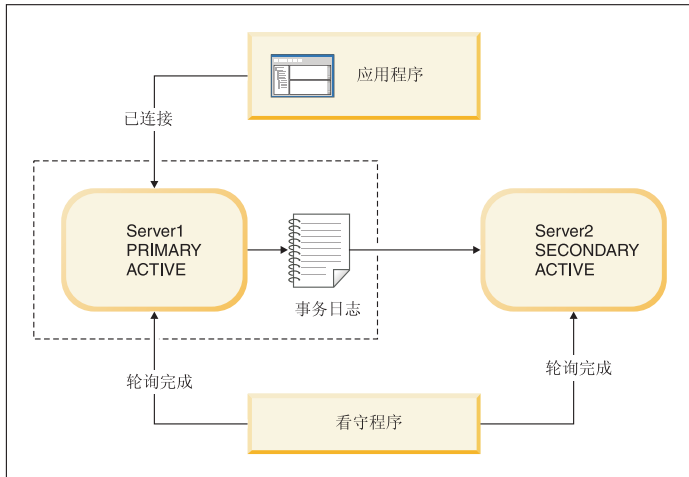 应用程序
已连接
Server1
PRIMARY
ACTIVE
事务日志
Server2
SECONDARY
ACTIVE
轮询完成
轮询完成
看守程序